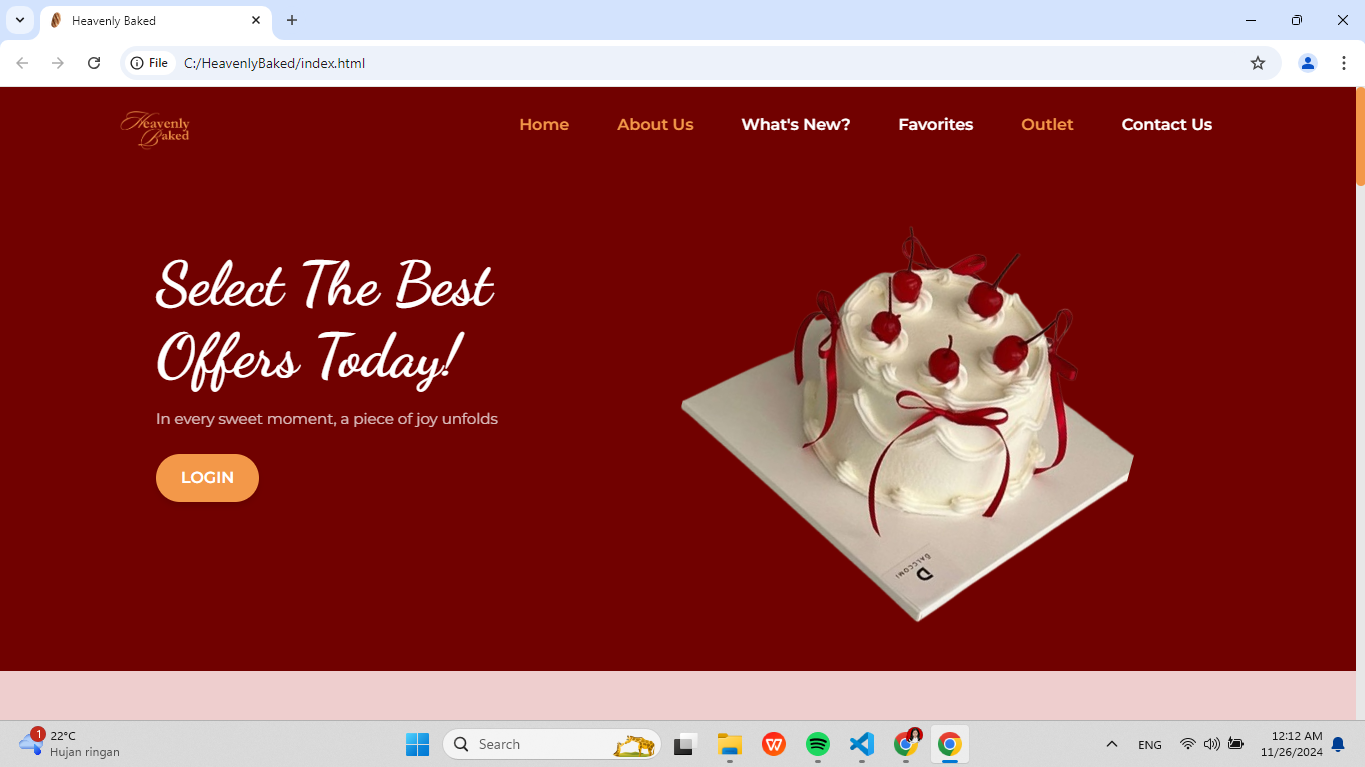 Heavenly Baked
File
C:/HeavenlyBaked/index.html
Heavenly
Baked
Home
About Us
What's New?
Favorites
Outlet
Contact Us
Select The Best
Offers Today!
In every sweet moment, a piece of joy unfolds
LOGIN
DALCCOMI
D
1
22°C
Hujan ringan
Search
W
ENG
12:12 AM
11/26/2024